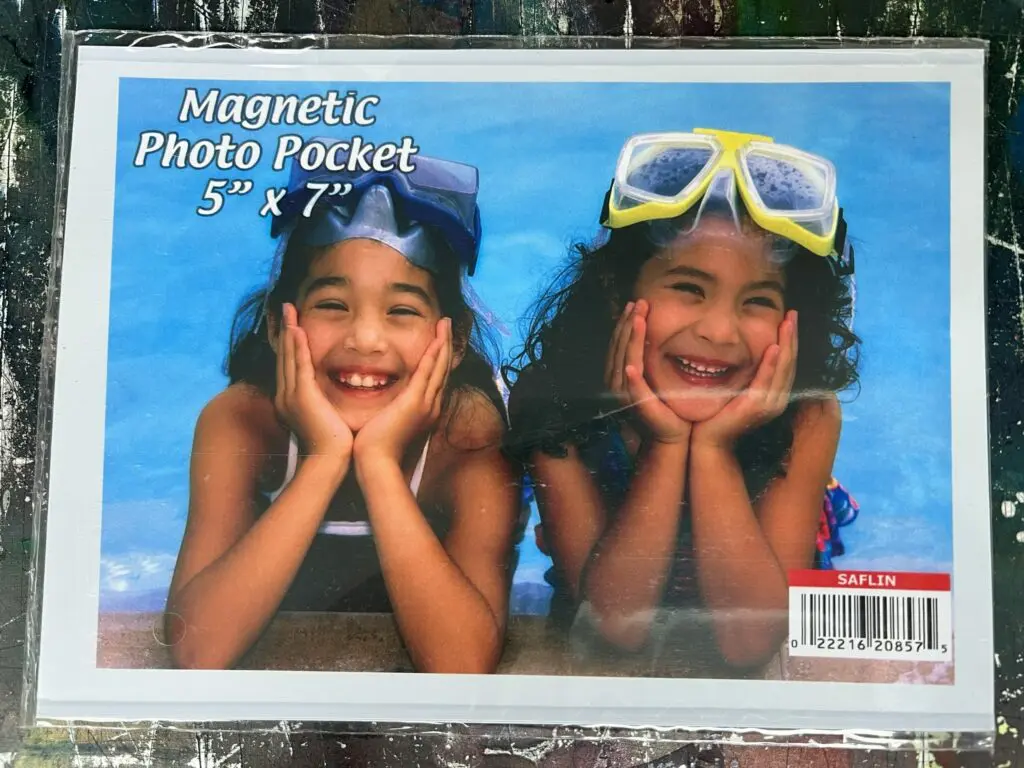 Magnetic
Photo Pocket
5” x 7”
SAFLIN
0 22216 20857 5